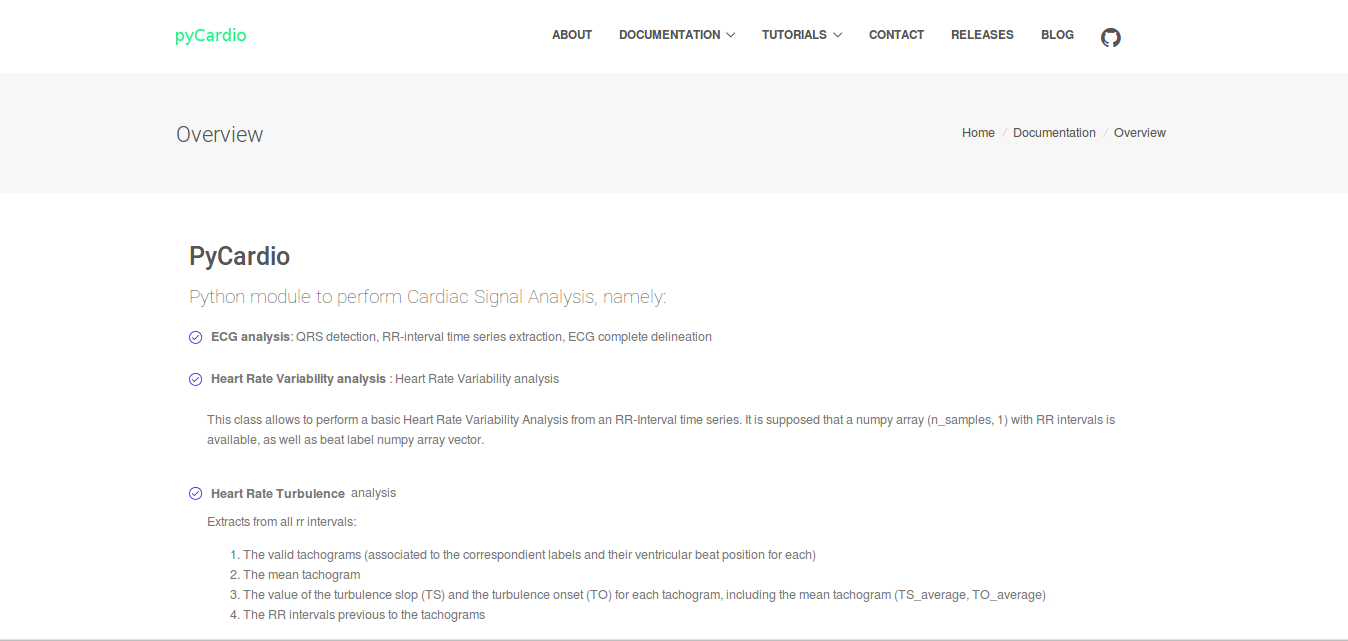 pyCardio
ABOUT DOCUMENTATION TUTORIALS CONTACT RELEASES BLOG
Overview
Home / Documentation / Overview
PyCardio
Python module to perform Cardiac Signal Analysis, namely:
ECG analysis: QRS detection, RR-interval time series extraction, ECG complete delineation
Heart Rate Variability analysis : Heart Rate Variability analysis
This class allows to perform a basic Heart Rate Variability Analysis from an RR-Interval time series. It is supposed that a numpy array (n_samples, 1) with RR intervals is
available, as well as beat label numpy array vector.
Heart Rate Turbulence analysis
Extracts from all rr intervals:
1. The valid tachograms (associated to the correspondient labels and their ventricular beat position for each)
2. The mean tachogram
3. The value of the turbulence slop (TS) and the turbulence onset (TO) for each tachogram, including the mean tachogram (TS_average, TO_average)
4. The RR intervals previous to the tachograms